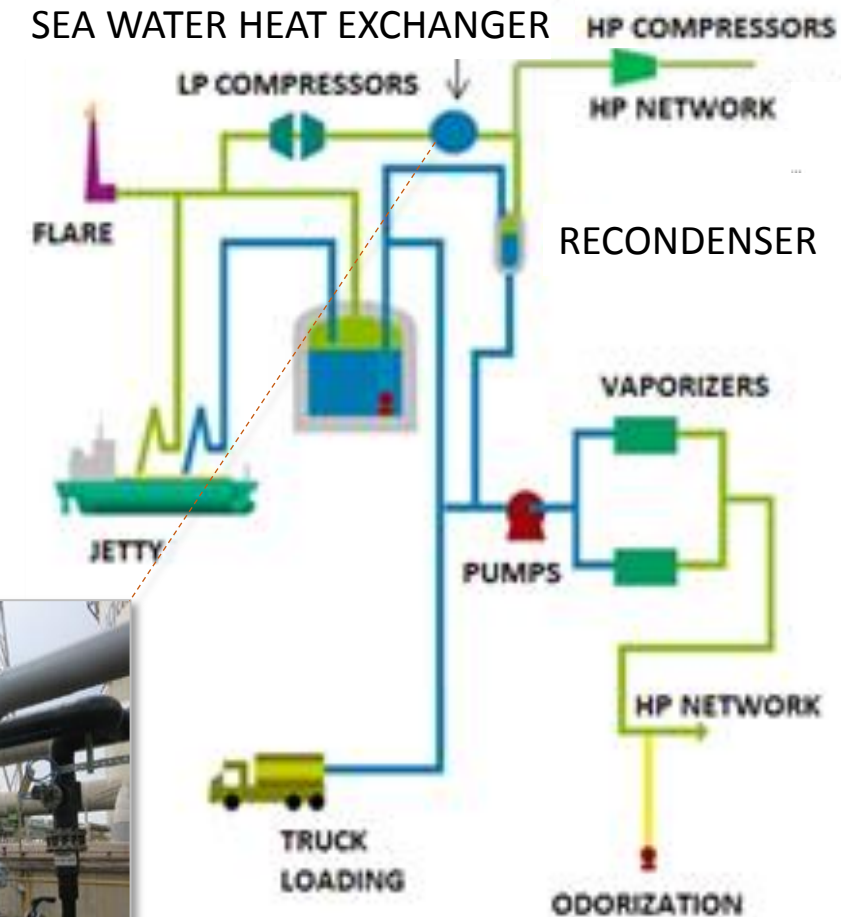 SEA WATER HEAT EXCHANGER
HP COMPRESSORS
LP COMPRESSORS
HP NETWORK
...
FLARE
RECONDENSER
VAPORIZERS
JETTY
PUMPS
HP NETWORK
TRUCK
LOADING
ODORIZATION